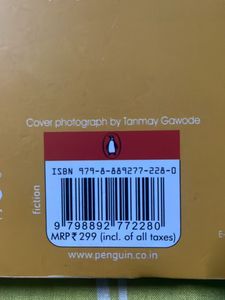 Cover photograph by Tanmay Gawode
ISBN 979-8-889277-228-0
fiction
9 798892 772280
MRP ₹ 299 (incl. of all taxes)
www.penguin.co.in
E-